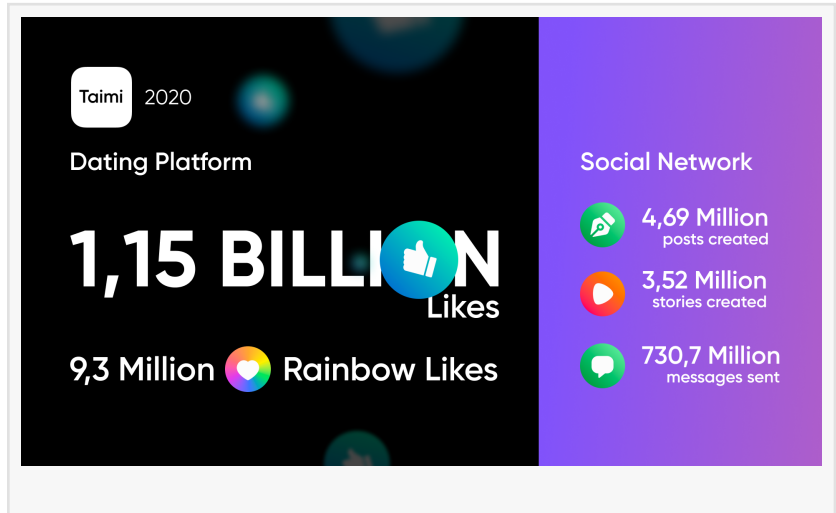 Taimi 2020
Dating Platform
1,15 BILLION
Likes
9,3 Million Rainbow Likes
Social Network
4,69 Million
posts created
3,52 Million
stories created
730,7 Million
messages sent